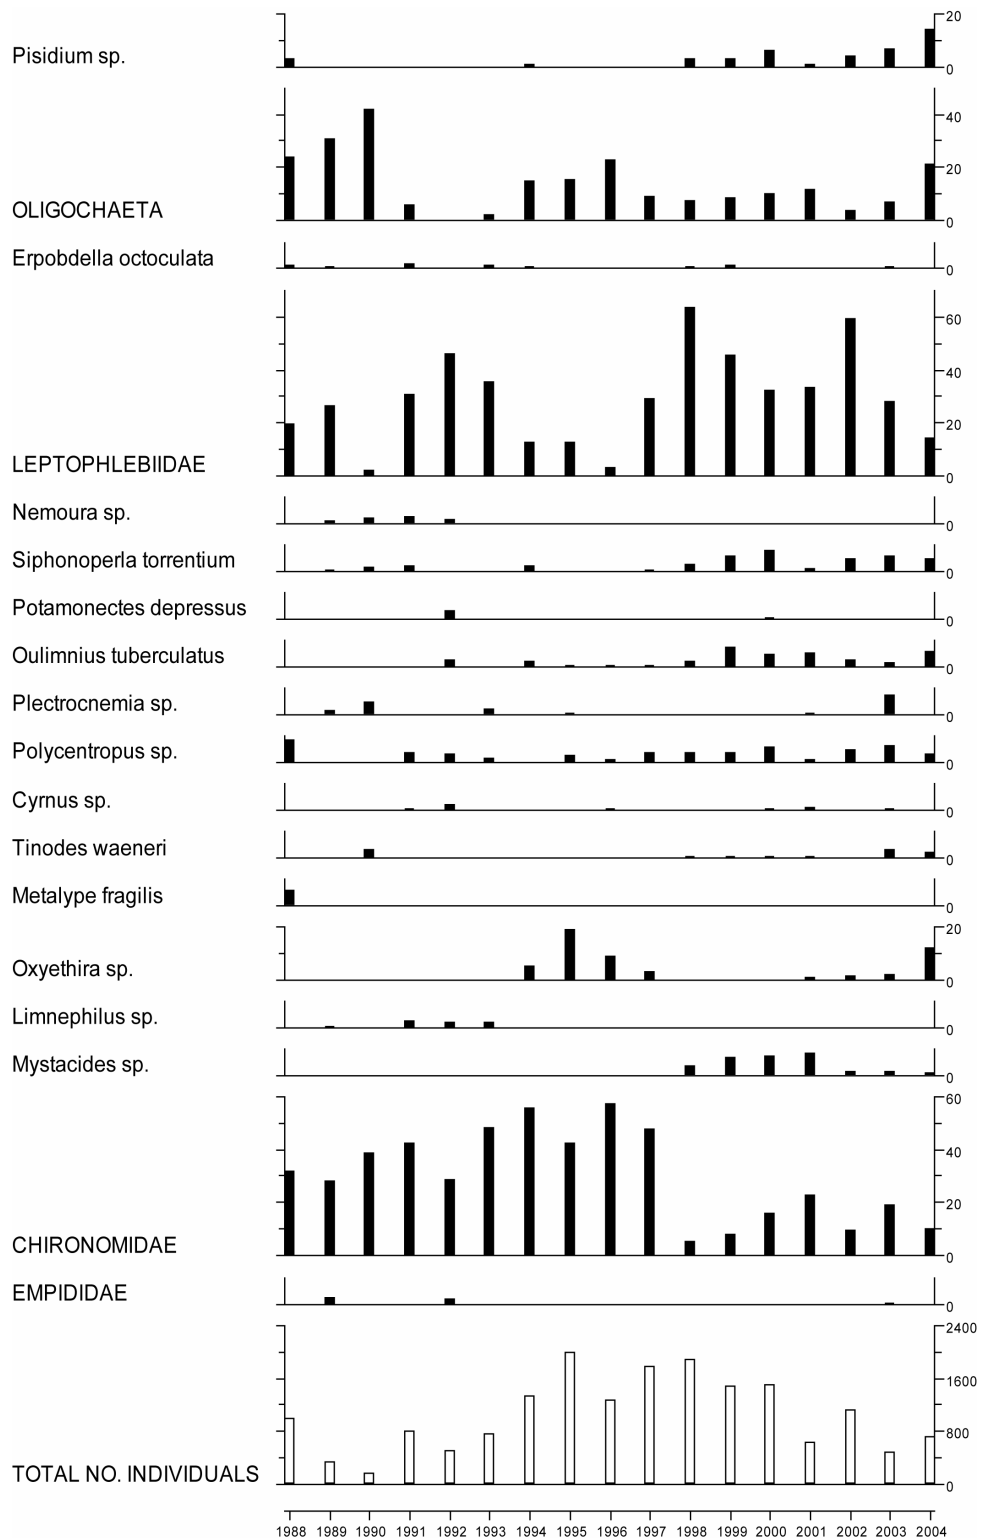 20
Pisidium sp.
0
40
20
OLIGOCHAETA
0
Erpobdella octoculata
0
60
40
20
LEPTOPHLEBIIDAE
0
Nemoura sp.
0
Siphonoperla torrentium
0
Potamonectes depressus
0
Oulimnius tuberculatus
0
Plectrocnemia sp.
0
Polycentropus sp.
0
Cyrnus sp.
0
Tinodes waeneri
0
Metalype fragilis
0
20
Oxyethira sp.
0
Limnephilus sp.
0
Mystacides sp.
0
60
40
20
CHIRONOMIDAE
0
EMPIDIDAE
0
2400
1600
800
TOTAL NO. INDIVIDUALS
0
1988 1989 1990 1991 1992 1993 1994 1995 1996 1997 1998 1999 2000 2001 2002 2003 2004